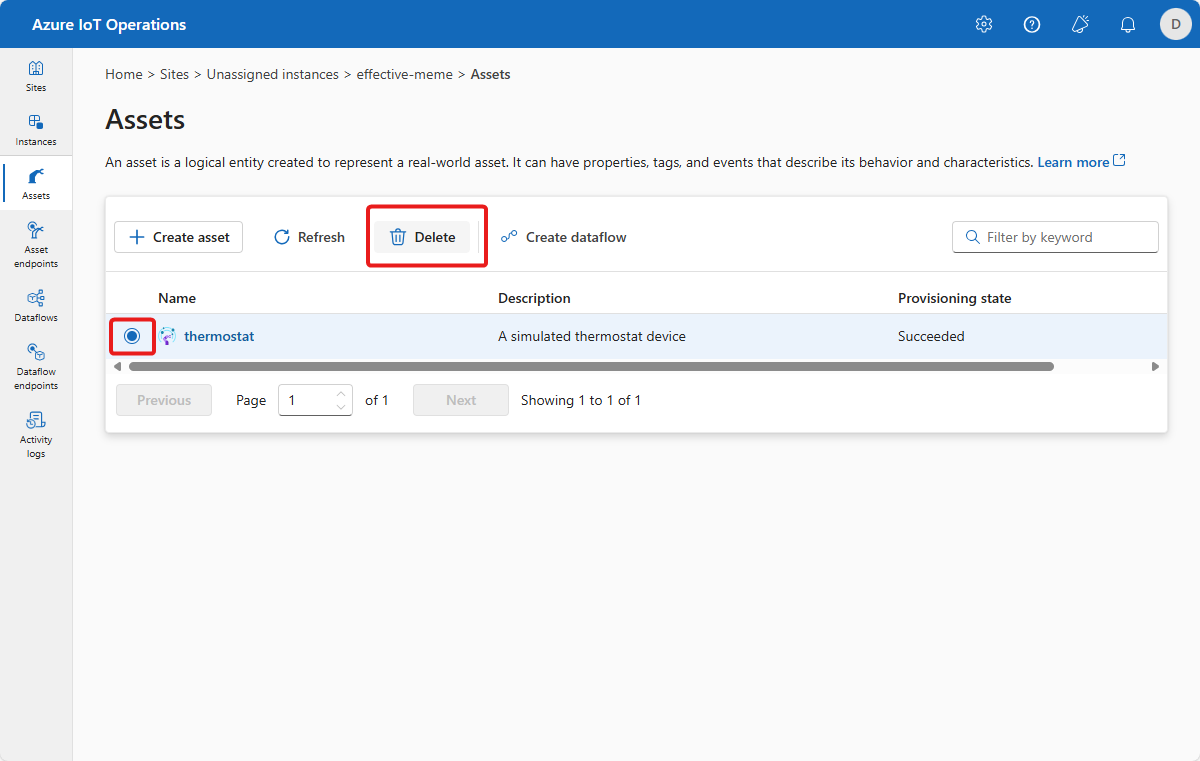 Azure IoT Operations
D
Sites
Instances
Assets
Asset
endpoints
Dataflows
Dataflow
endpoints
Activity
logs
Home > Sites > Unassigned instances > effective-meme > Assets
Assets
An asset is a logical entity created to represent a real-world asset. It can have properties, tags, and events that describe its behavior and characteristics. Learn more
Create asset Refresh Delete Create dataflow Filter by keyword
Name Description Provisioning state
thermostat A simulated thermostat device Succeeded
Previous Page 1 of 1 Next Showing 1 to 1 of 1